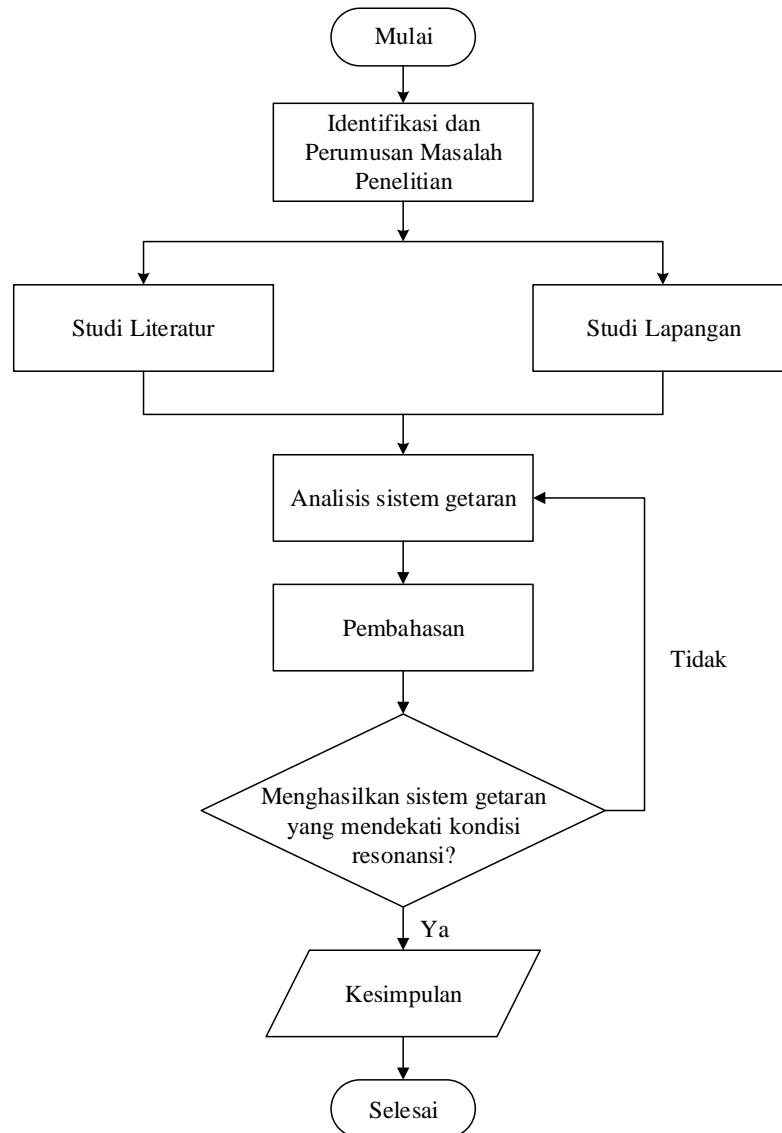 Mulai
Identifikasi dan
Perumusan Masalah
Penelitian
Studi Literatur
Studi Lapangan
Analisis sistem getaran
Pembahasan
Tidak
Menghasilkan sistem getaran
yang mendekati kondisi
resonansi?
Ya
Kesimpulan
Selesai